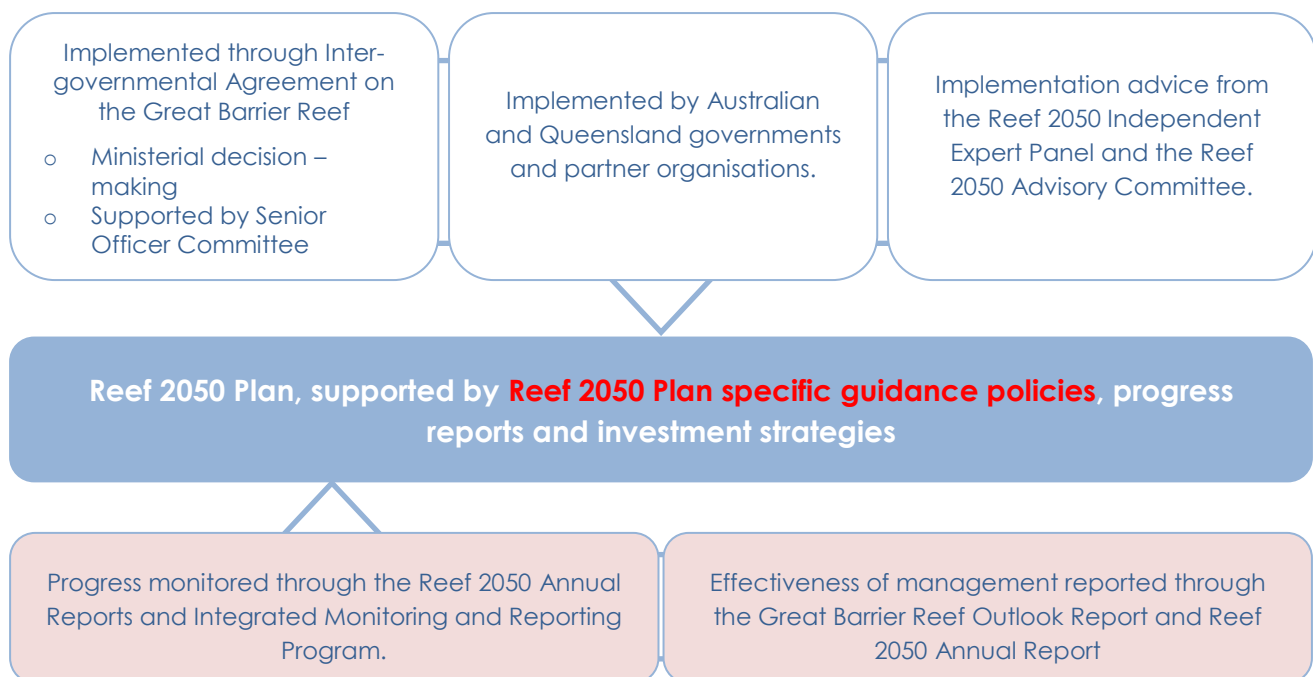 Implemented through Inter-
governmental Agreement on
the Great Barrier Reef
o Ministerial decision –
making
o Supported by Senior
Officer Committee
Implemented by Australian
and Queensland governments
and partner organisations.
Implementation advice from
the Reef 2050 Independent
Expert Panel and the Reef
2050 Advisory Committee.
Reef 2050 Plan, supported by Reef 2050 Plan specific guidance policies, progress
reports and investment strategies
Progress monitored through the Reef 2050 Annual
Reports and Integrated Monitoring and Reporting
Program.
Effectiveness of management reported through
the Great Barrier Reef Outlook Report and Reef
2050 Annual Report